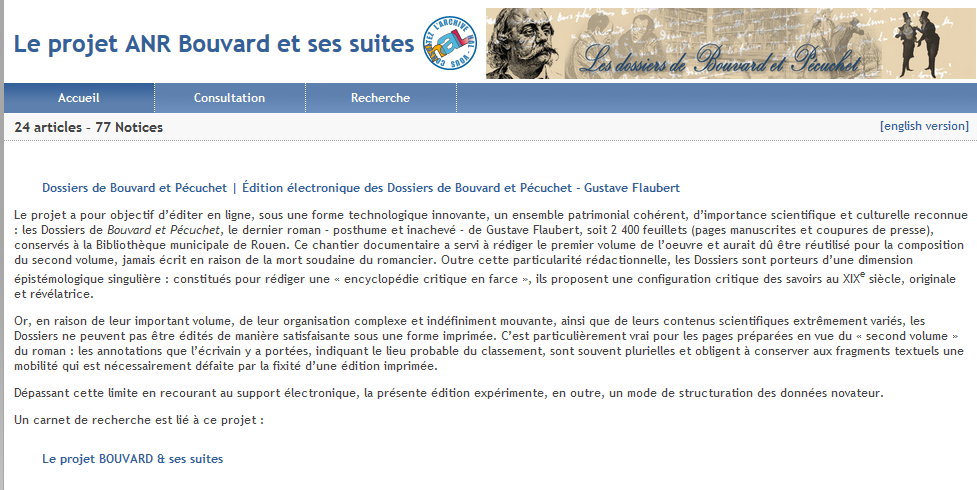 Le projet ANR Bouvard et ses suites
CONSULTEZ L'ARCHIVE HAL - VOUS
HAL
Les dossiers de Bouvard et Pécuchet
Accueil
Consultation
Recherche
24 articles – 77 Notices
[english version]
Dossiers de Bouvard et Pécuchet | Édition électronique des Dossiers de Bouvard et Pécuchet - Gustave Flaubert
Le projet a pour objectif d’éditer en ligne, sous une forme technologique innovante, un ensemble patrimonial cohérent, d’importance scientifique et culturelle reconnue
: les Dossiers de Bouvard et Pécuchet, le dernier roman - posthume et inachevé - de Gustave Flaubert, soit 2 400 feuillets (pages manuscrites et coupures de presse),
conservés à la Bibliothèque municipale de Rouen. Ce chantier documentaire a servi à rédiger le premier volume de l’oeuvre et aurait dû être réutilisé pour la composition
du second volume, jamais écrit en raison de la mort soudaine du romancier. Outre cette particularité rédactionnelle, les Dossiers sont porteurs d’une dimension
épistémologique singulière : constitués pour rédiger une « encyclopédie critique en farce », ils proposent une configuration critique des savoirs au XIXe siècle, originale
et révélatrice.
Or, en raison de leur important volume, de leur organisation complexe et indéfiniment mouvante, ainsi que de leurs contenus scientifiques extrêmement variés, les
Dossiers ne peuvent pas être édités de manière satisfaisante sous une forme imprimée. C’est particulièrement vrai pour les pages préparées en vue du « second volume »
du roman : les annotations que l’écrivain y a portées, indiquant le lieu probable du classement, sont souvent plurielles et obligent à conserver aux fragments textuels une
mobilité qui est nécessairement défaite par la fixité d’une édition imprimée.
Dépassant cette limite en recourant au support électronique, la présente édition expérimente, en outre, un mode de structuration des données novateur.
Un carnet de recherche est lié à ce projet :
Le projet BOUVARD & ses suites